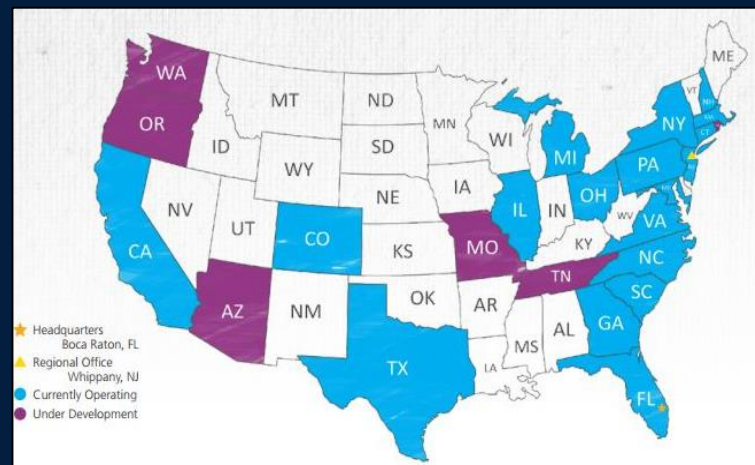 WA
ME
MT
ND
VT
MN
OR
NH
ID
SD
WI
NY
MI
CT
WY
IA
PA
NE
NV
IL
IN
OH
UT
CO
WV
VA
CA
KS
MO
KY
NC
TN
AZ
NM
OK
AR
SC
MS
AL
GA
TX
LA
FL
Headquarters
Boca Raton, FL
Regional Office
Whippany, NJ
Currently Operating
Under Development